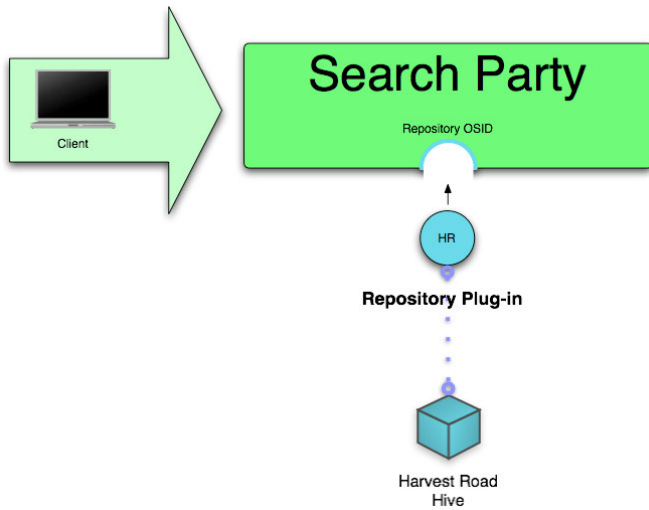 Search Party
Repository OSID
Client
HR
Repository Plug-in
Harvest Road
Hive